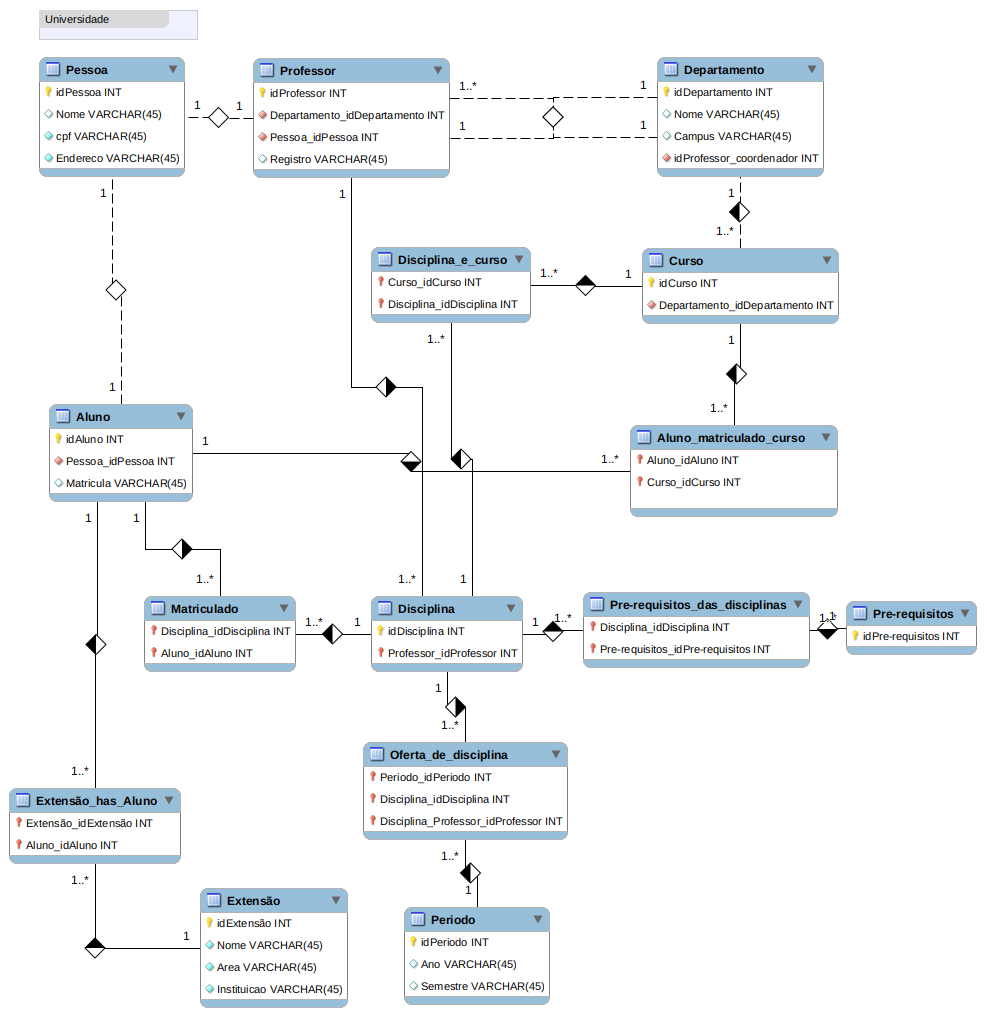 Universidade
Pessoa
idPessoa INT
Nome VARCHAR(45)
cpf VARCHAR(45)
Endereco VARCHAR(45)
1
1
Professor
idProfessor INT
Departamento_idDepartamento INT
Pessoa_idPessoa INT
Registro VARCHAR(45)
1..*
1
1
1
Departamento
idDepartamento INT
Nome VARCHAR(45)
Campus VARCHAR(45)
idProfessor_coordenador INT
1
1
1
1..*
Disciplina_e_curso
Curso_idCurso INT
Disciplina_idDisciplina INT
1..*
1
Curso
idCurso INT
Departamento_idDepartamento INT
1..*
1
1
1..*
Aluno
idAluno INT
Pessoa_idPessoa INT
Matricula VARCHAR(45)
1
1..*
Aluno_matriculado_curso
Aluno_idAluno INT
Curso_idCurso INT
1
1
1..*
1..*
1
Matriculado
Disciplina_idDisciplina INT
Aluno_idAluno INT
1..*
1
Disciplina
idDisciplina INT
Professor_idProfessor INT
1
1..*
Pre-requisitos_das_disciplinas
Disciplina_idDisciplina INT
Pre-requisitos_idPre-requisitos INT
1..*
1
Pre-requisitos
idPre-requisitos INT
1
1..*
Oferta_de_disciplina
Periodo_idPeriodo INT
Disciplina_idDisciplina INT
Disciplina_Professor_idProfessor INT
1..*
Extensão_has_Aluno
Extensão_idExtensão INT
Aluno_idAluno INT
1..*
1
1..*
1
Extensão
idExtensão INT
Nome VARCHAR(45)
Area VARCHAR(45)
Instituicao VARCHAR(45)
Periodo
idPeriodo INT
Ano VARCHAR(45)
Semestre VARCHAR(45)